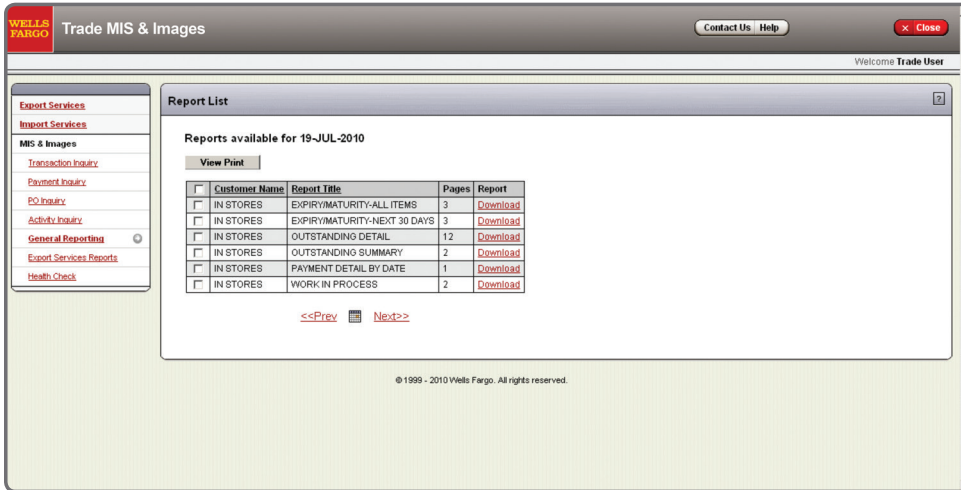 WELLS
FARGO
Trade MIS & Images
Contact Us Help
x Close
Welcome Trade User
Export Services
Import Services
MIS & Images
Transaction Inquiry
Payment Inquiry
PO Inquiry
Activity Inquiry
General Reporting
Export Services Reports
Health Check
Report List
?
Reports available for 19-JUL-2010
View Print
Customer Name Report Title Pages Report
IN STORES EXPIRY/MATURITY-ALL ITEMS 3 Download
IN STORES EXPIRY/MATURITY-NEXT 30 DAYS 3 Download
IN STORES OUTSTANDING DETAIL 12 Download
IN STORES OUTSTANDING SUMMARY 2 Download
IN STORES PAYMENT DETAIL BY DATE 1 Download
IN STORES WORK IN PROCESS 2 Download
<<Prev Next>>
© 1999 - 2010 Wells Fargo. All rights reserved.